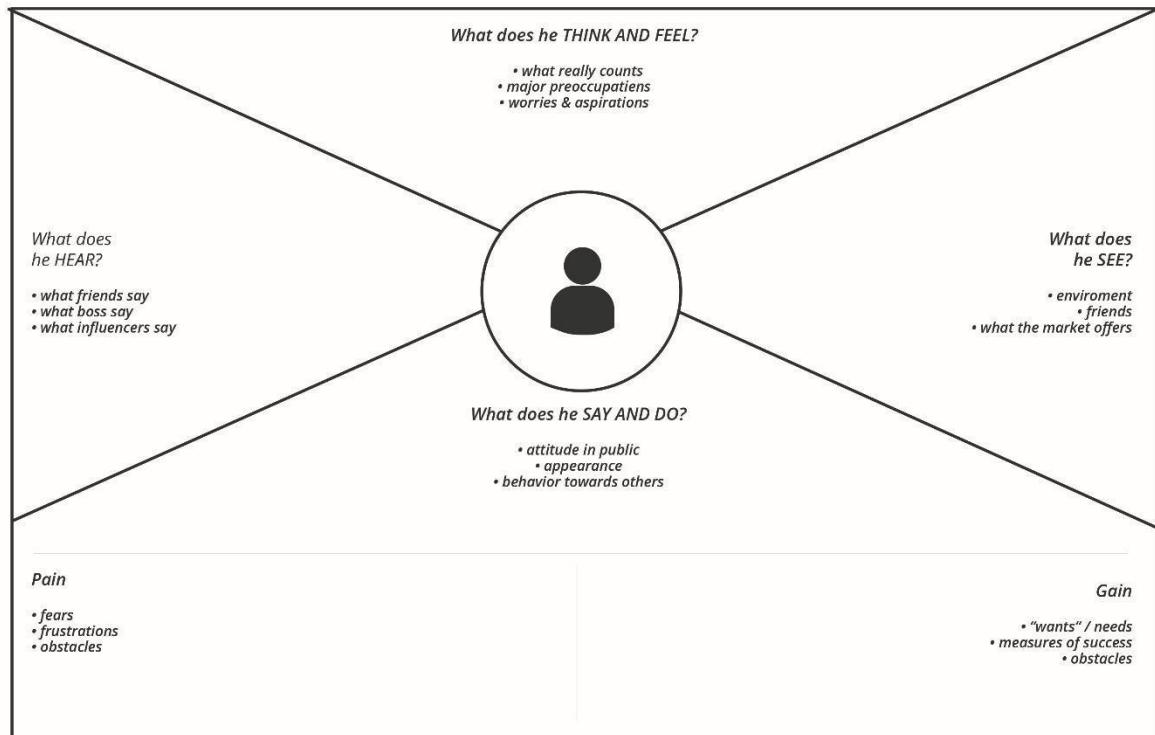 What does he THINK AND FEEL?
• what really counts
• major preoccupatiens
• worries & aspirations
What does
he HEAR?
• what friends say
• what boss say
• what influencers say
What does
he SEE?
• enviroment
• friends
• what the market offers
What does he SAY AND DO?
• attitude in public
• appearance
• behavior towards others
Pain
• fears
• frustrations
• obstacles
Gain
• “wants” / needs
• measures of success
• obstacles